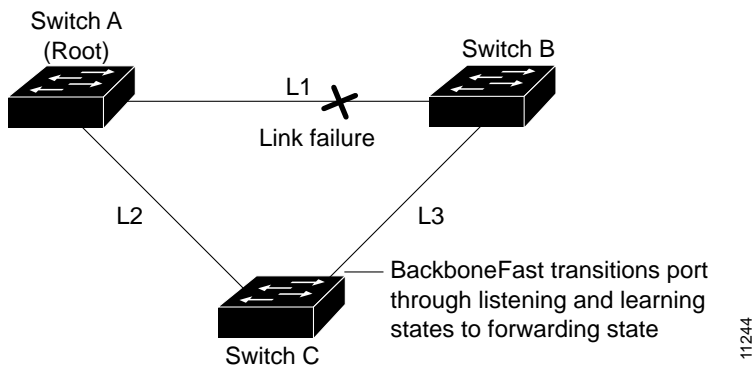 Switch A
(Root)
Switch B
L1
Link failure
L2
L3
BackboneFast transitions port
through listening and learning
states to forwarding state
Switch C
11244